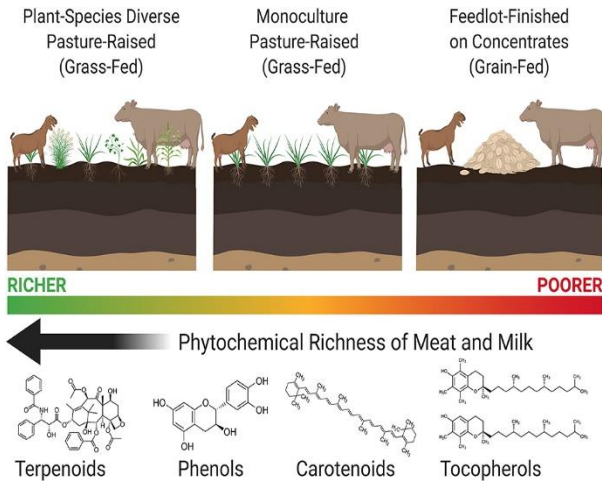 Plant-Species Diverse
Pasture-Raised
(Grass-Fed)
Monoculture
Pasture-Raised
(Grass-Fed)
Feedlot-Finished
on Concentrates
(Grain-Fed)
RICHER
POORER
Phytochemical Richness of Meat and Milk
Terpenoids
Phenols
Carotenoids
Tocopherols